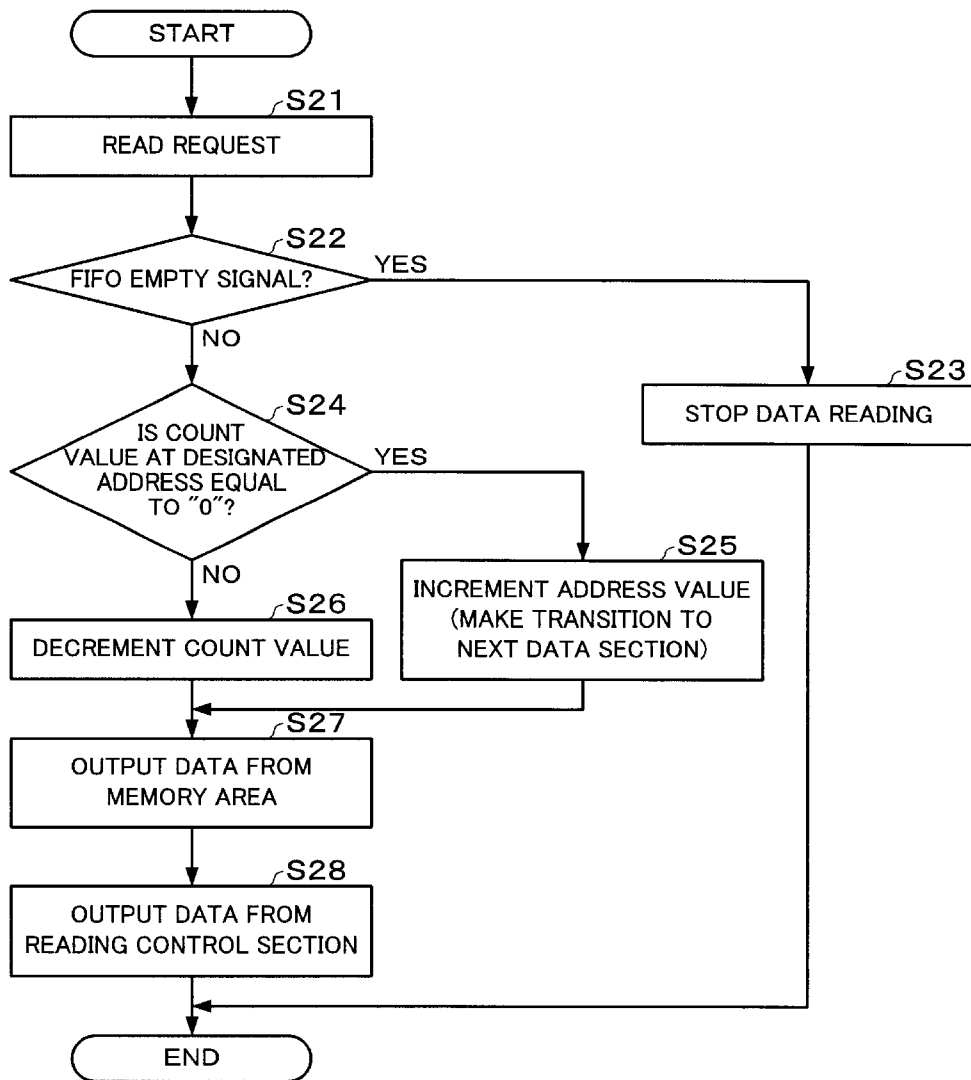 START
S21
READ REQUEST
S22
FIFO EMPTY SIGNAL?
YES
NO
S23
STOP DATA READING
S24
IS COUNT
VALUE AT DESIGNATED
ADDRESS EQUAL
TO "0"?
YES
NO
S25
INCREMENT ADDRESS VALUE
(MAKE TRANSITION TO
NEXT DATA SECTION)
S26
DECREMENT COUNT VALUE
S27
OUTPUT DATA FROM
MEMORY AREA
S28
OUTPUT DATA FROM
READING CONTROL SECTION
END